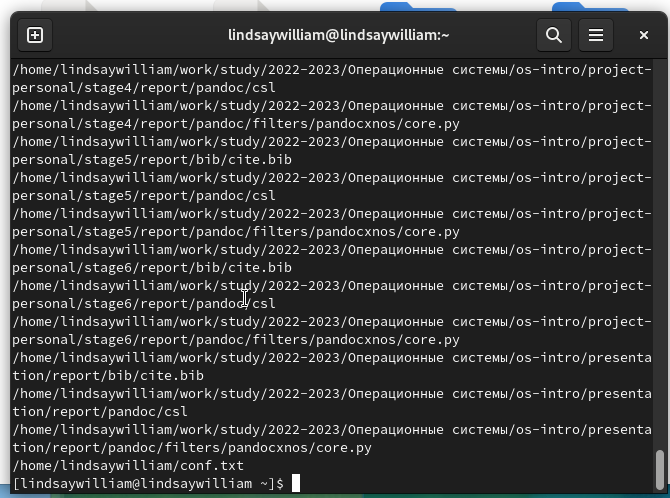 lindsaywilliam@lindsaywilliam:~
/home/lindsaywilliam/work/study/2022-2023/Операционные системы/os-intro/project-
personal/stage4/report/pandoc/csl
/home/lindsaywilliam/work/study/2022-2023/Операционные системы/os-intro/project-
personal/stage4/report/pandoc/filters/pandocxnos/core.py
/home/lindsaywilliam/work/study/2022-2023/Операционные системы/os-intro/project-
personal/stage5/report/bib/cite.bib
/home/lindsaywilliam/work/study/2022-2023/Операционные системы/os-intro/project-
personal/stage5/report/pandoc/csl
/home/lindsaywilliam/work/study/2022-2023/Операционные системы/os-intro/project-
personal/stage5/report/pandoc/filters/pandocxnos/core.py
/home/lindsaywilliam/work/study/2022-2023/Операционные системы/os-intro/project-
personal/stage6/report/bib/cite.bib
/home/lindsaywilliam/work/study/2022-2023/Операционные системы/os-intro/project-
personal/stage6/report/pandoc/csl
/home/lindsaywilliam/work/study/2022-2023/Операционные системы/os-intro/project-
personal/stage6/report/pandoc/filters/pandocxnos/core.py
/home/lindsaywilliam/work/study/2022-2023/Операционные системы/os-intro/presenta
tion/report/bib/cite.bib
/home/lindsaywilliam/work/study/2022-2023/Операционные системы/os-intro/presenta
tion/report/pandoc/csl
/home/lindsaywilliam/work/study/2022-2023/Операционные системы/os-intro/presenta
tion/report/pandoc/filters/pandocxnos/core.py
/home/lindsaywilliam/conf.txt
[lindsaywilliam@lindsaywilliam ~]$